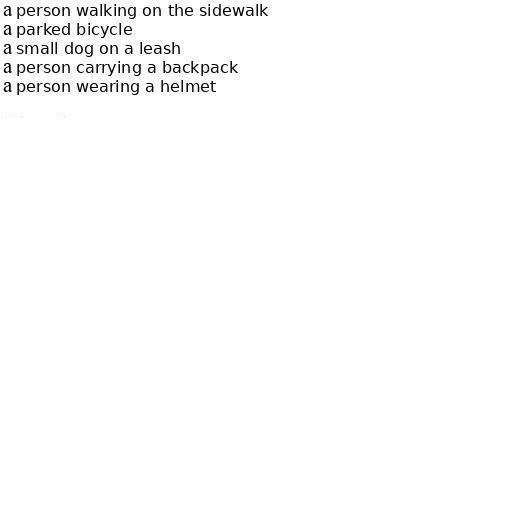 a person walking on the sidewalk
a parked bicycle
a small dog on a leash
a person carrying a backpack
a person wearing a helmet